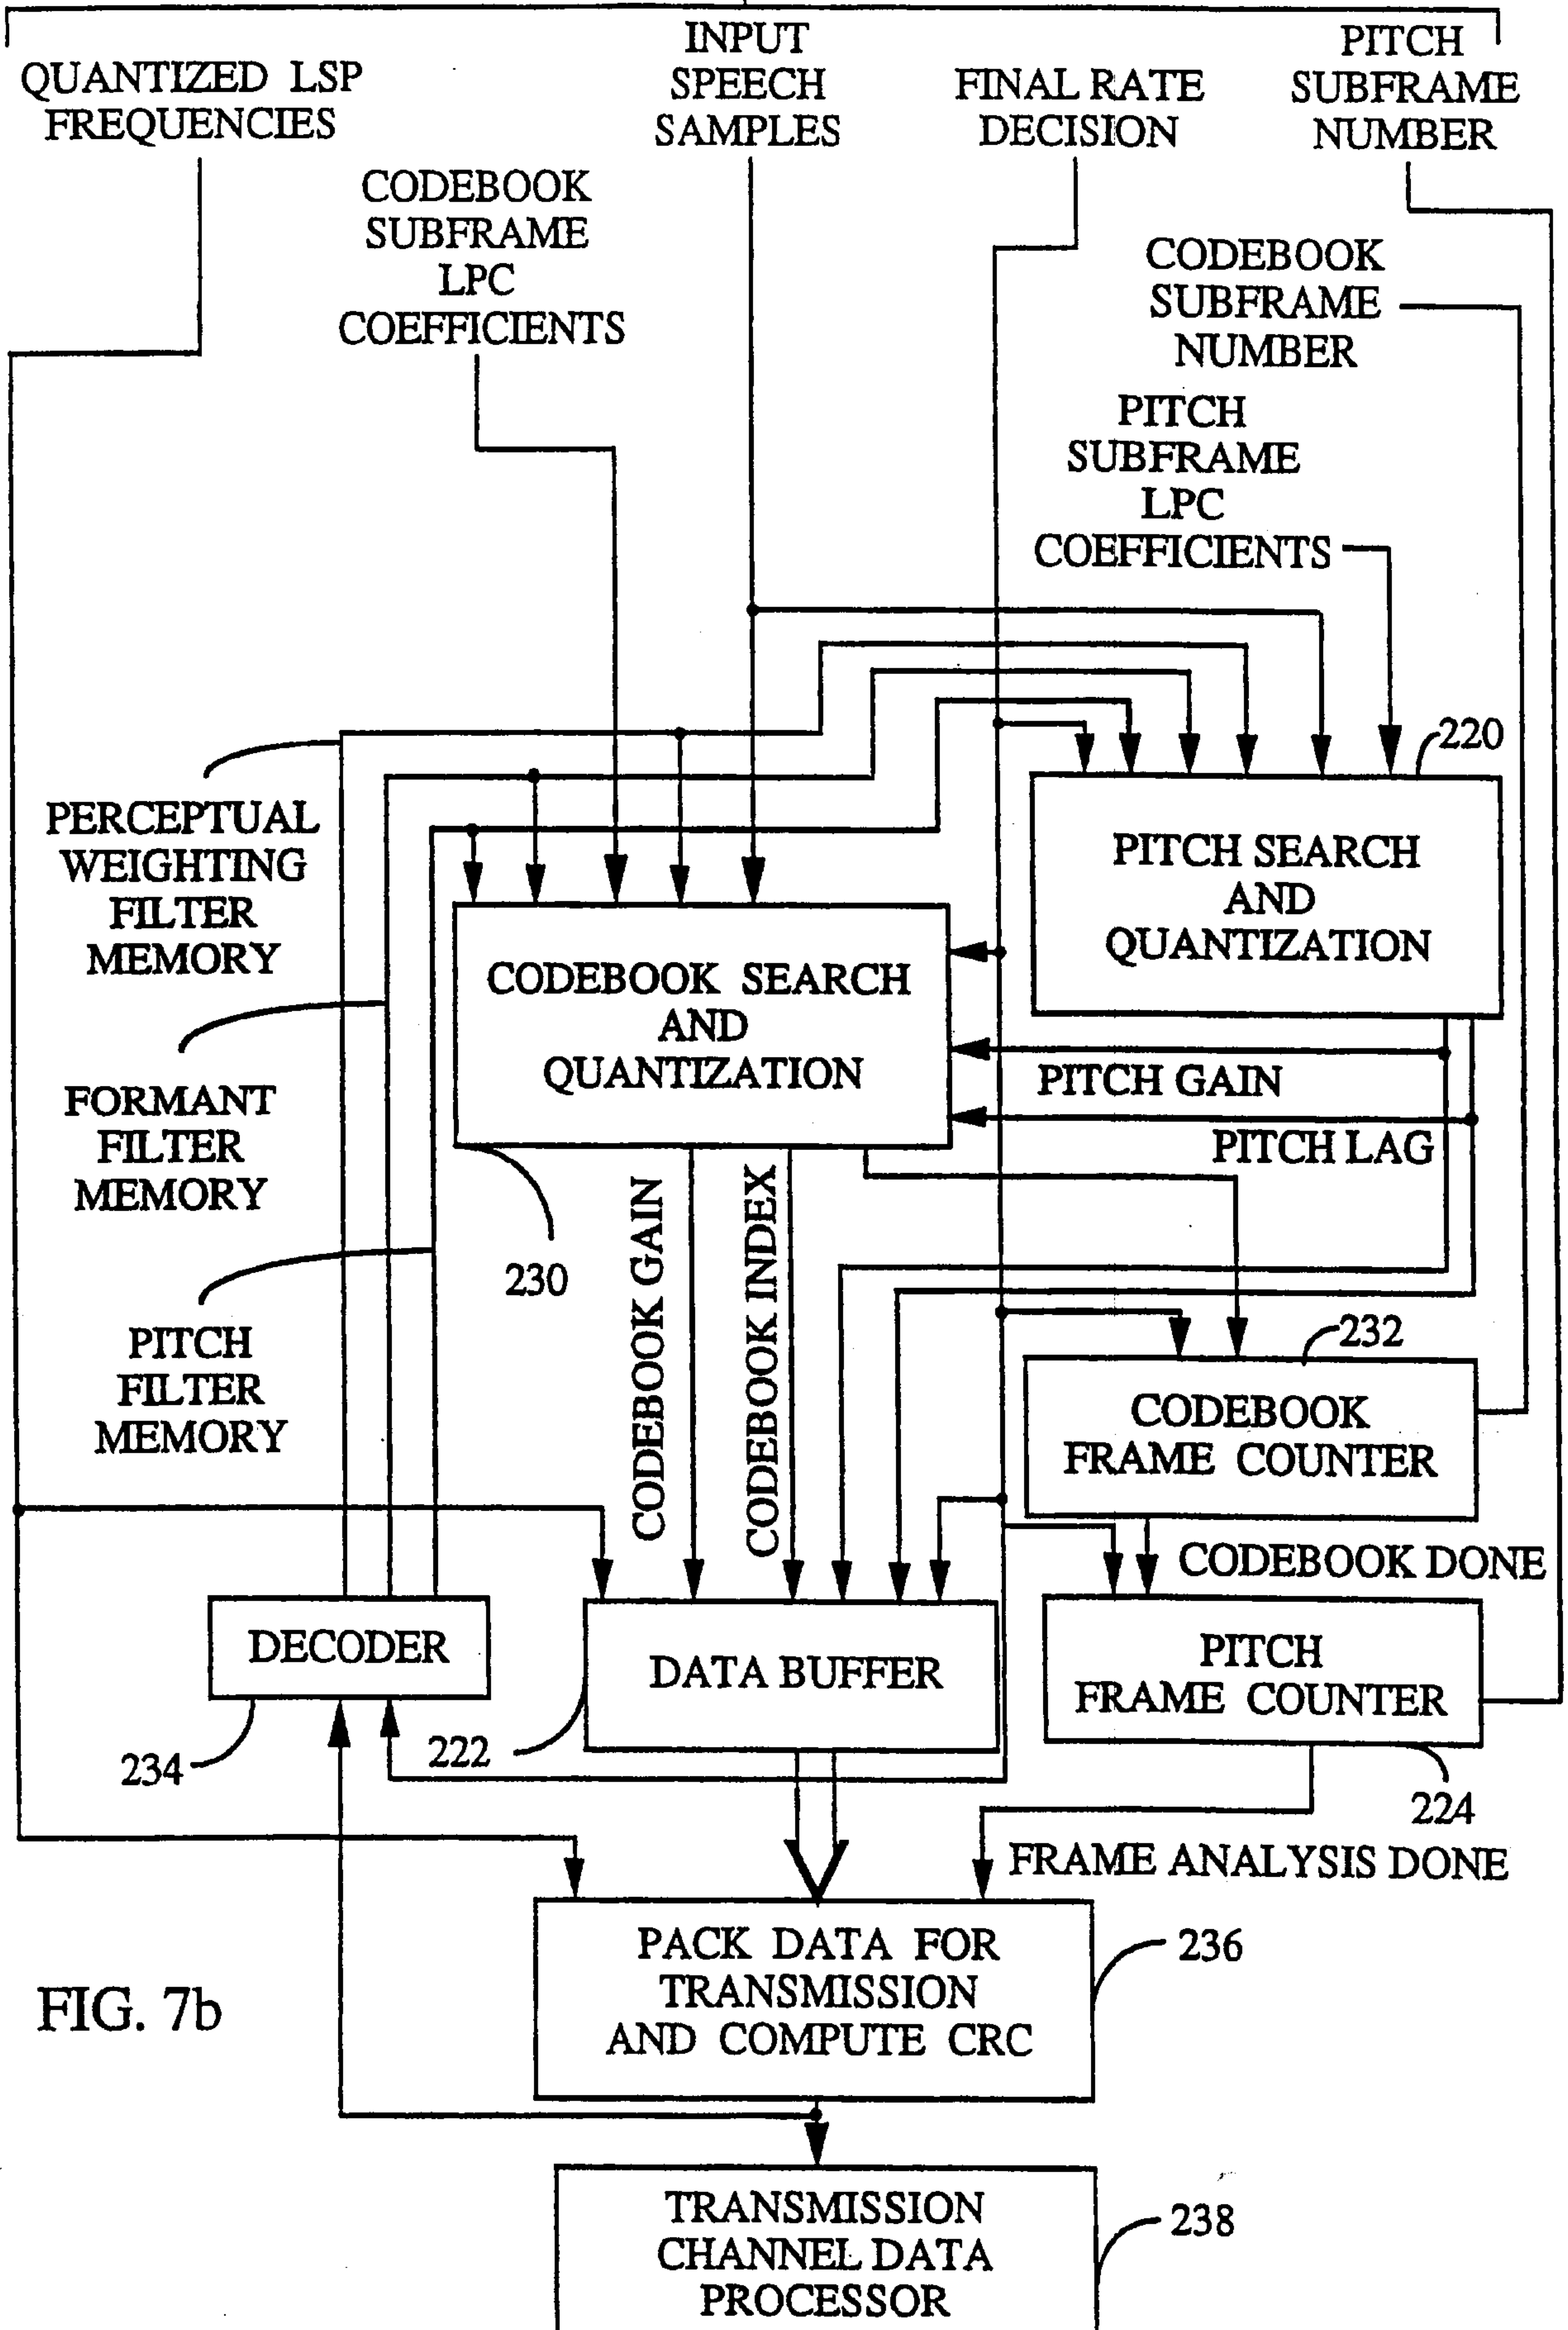 QUANTIZED LSP
FREQUENCIES
INPUT
SPEECH
SAMPLES
FINAL RATE
DECISION
PITCH
SUBFRAME
NUMBER
CODEBOOK
SUBFRAME
LPC
COEFFICIENTS
CODEBOOK
SUBFRAME
NUMBER
PITCH
SUBFRAME
LPC
COEFFICIENTS
220
PERCEPTUAL
WEIGHTING
FILTER
MEMORY
PITCH SEARCH
AND
QUANTIZATION
CODEBOOK SEARCH
AND
QUANTIZATION
PITCH GAIN
PITCH LAG
FORMANT
FILTER
MEMORY
230
CODEBOOK GAIN
CODEBOOK INDEX
PITCH
FILTER
MEMORY
232
CODEBOOK
FRAME COUNTER
CODEBOOK DONE
DECODER
DATA BUFFER
PITCH
FRAME COUNTER
234
222
224
FRAME ANALYSIS DONE
PACK DATA FOR
TRANSMISSION
AND COMPUTE CRC
236
FIG. 7b
TRANSMISSION
CHANNEL DATA
PROCESSOR
238